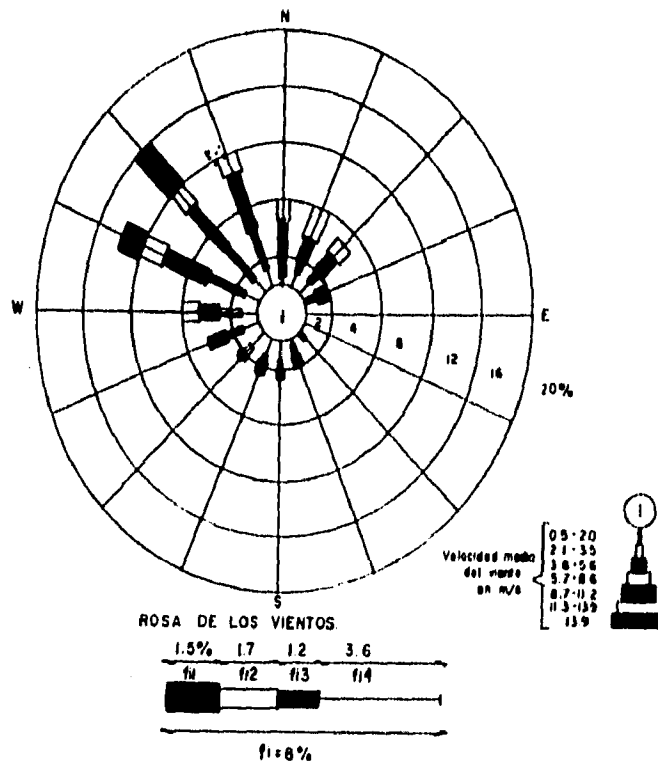 N
W
E
i
2
4
8
12
16
20%
S
1
Velocidad media
del viento
en m/s
0.5-2.0
2.1-3.5
3.6-5.6
5.7-8.6
8.7-11.2
11.3-13.9
13.9
ROSA DE LOS VIENTOS.
1.5% 1.7 1.2 3.6
fi1 fi2 fi3 fi4
fi=8%